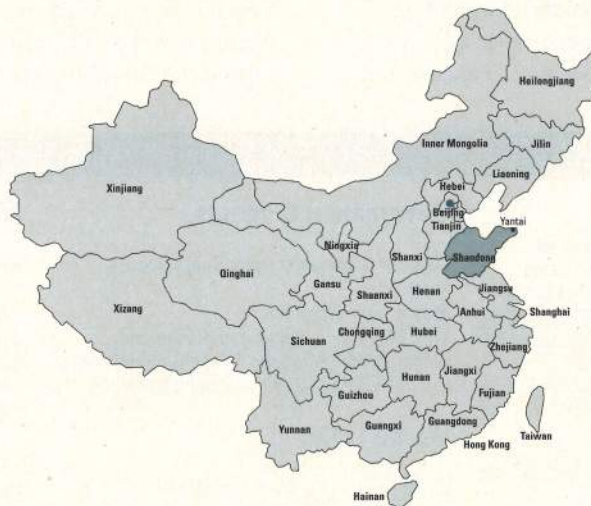 Heilongjiang
Inner Mongolia
Jilin
Liaoning
Xinjiang
Hebei
Beijing
Tianjin
Yantai
Ningxia
Shanxi
Shandong
Qinghai
Gansu
Shaanxi
Henan
Jiangsu
Xizang
Anhui
Shanghai
Sichuan
Chongqing
Hubei
Zhejiang
Hunan
Jiangxi
Guizhou
Fujian
Yunnan
Guangxi
Guangdong
Taiwan
Hong Kong
Hainan